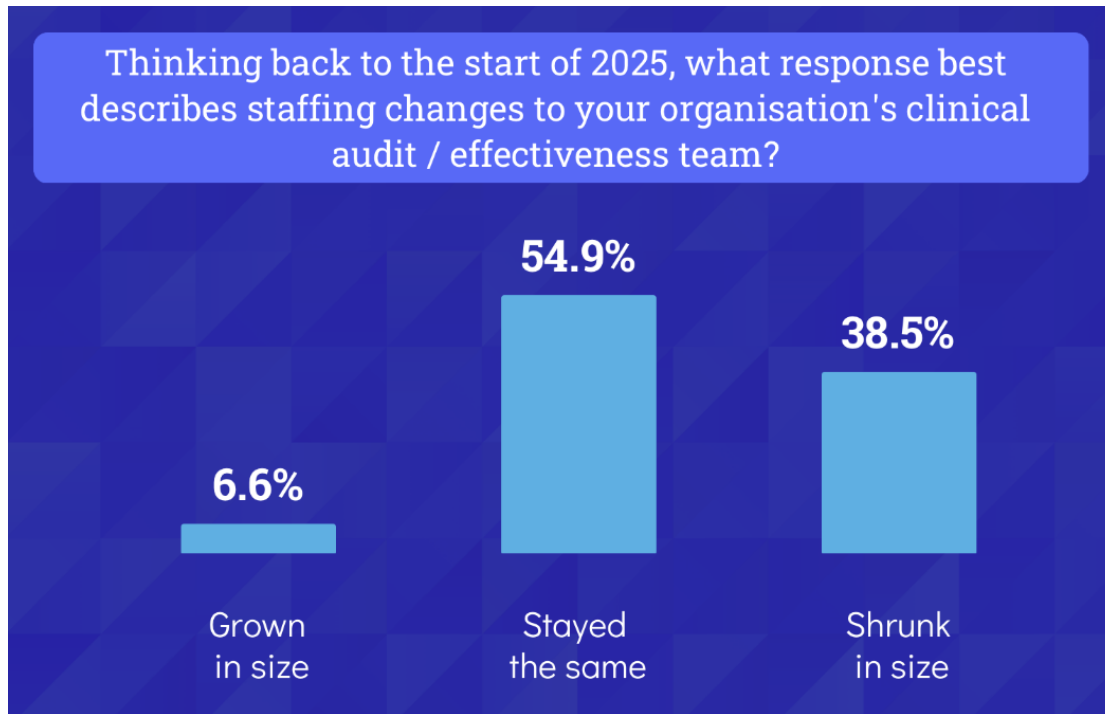 Thinking back to the start of 2025, what response best
describes staffing changes to your organisation's clinical
audit / effectiveness team?
54.9%
38.5%
6.6%
Grown
in size
Stayed
the same
Shrunk
in size